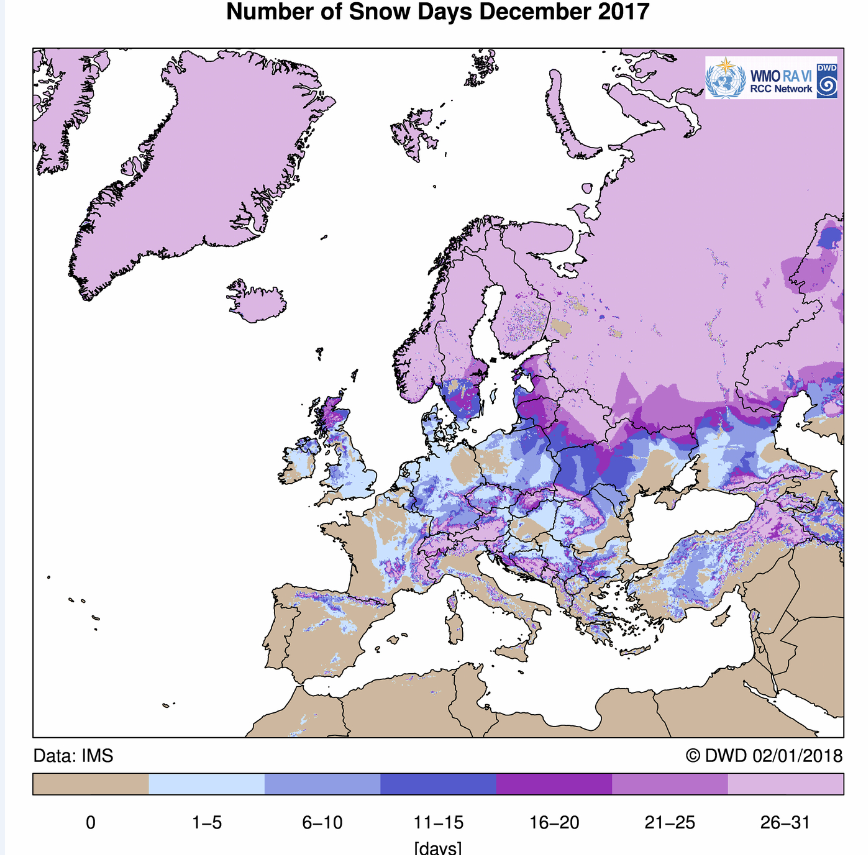 Number of Snow Days December 2017
WMO RA VI
RCC Network
DWD
Data: IMS
© DWD 02/01/2018
0
1–5
6–10
11–15
16–20
21–25
26–31
[days]